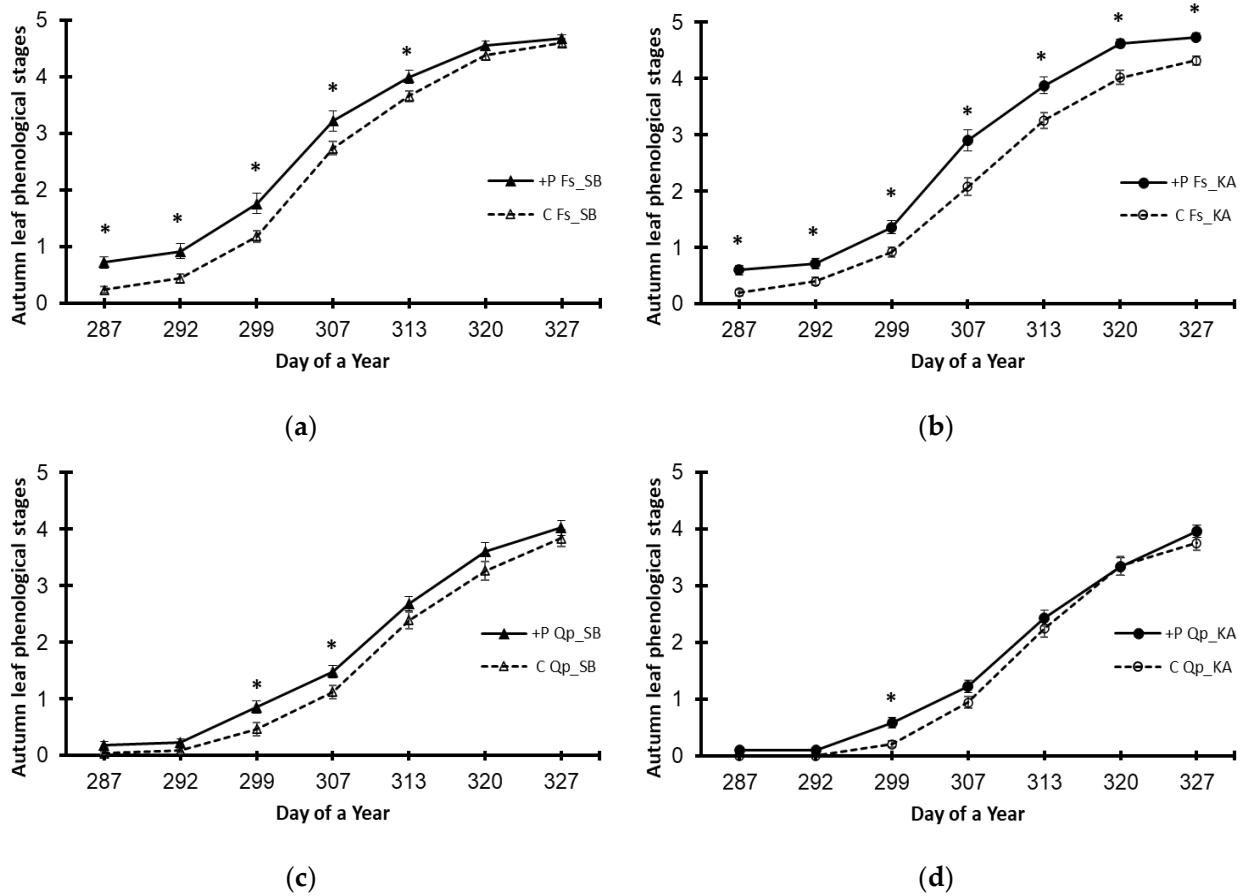 Autumn leaf phenological stages
5
4
3
2
1
0
*
*
*
*
*
+P Fs_SB
C Fs_SB
287 292 299 307 313 320 327
Day of a Year
(a)
Autumn leaf phenological stages
5
4
3
2
1
0
*
*
*
*
*
*
*
+P Fs_KA
C Fs_KA
287 292 299 307 313 320 327
Day of a Year
(b)
Autumn leaf phenological stages
5
4
3
2
1
0
*
*
+P Qp_SB
C Qp_SB
287 292 299 307 313 320 327
Day of a Year
(c)
Autumn leaf phenological stages
5
4
3
2
1
0
*
+P Qp_KA
C Qp_KA
287 292 299 307 313 320 327
Day of a Year
(d)